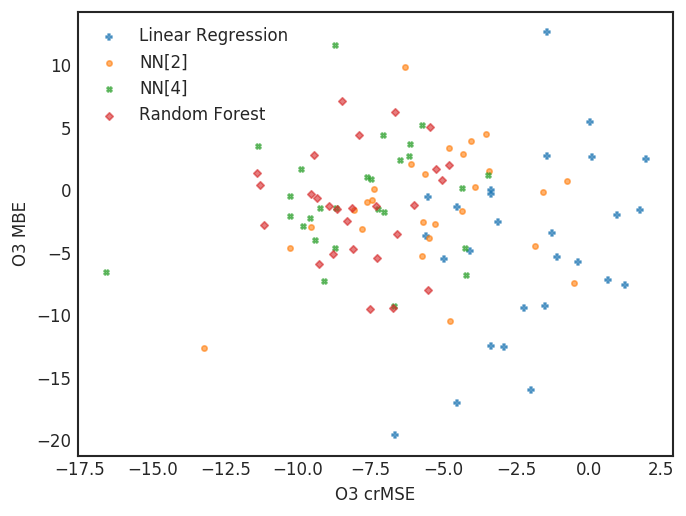 Linear Regression
NN[2]
NN[4]
Random Forest
10
5
0
−5
−10
−15
−20
O3 MBE
−17.5 −15.0 −12.5 −10.0 −7.5 −5.0 −2.5 0.0 2.5
O3 crMSE